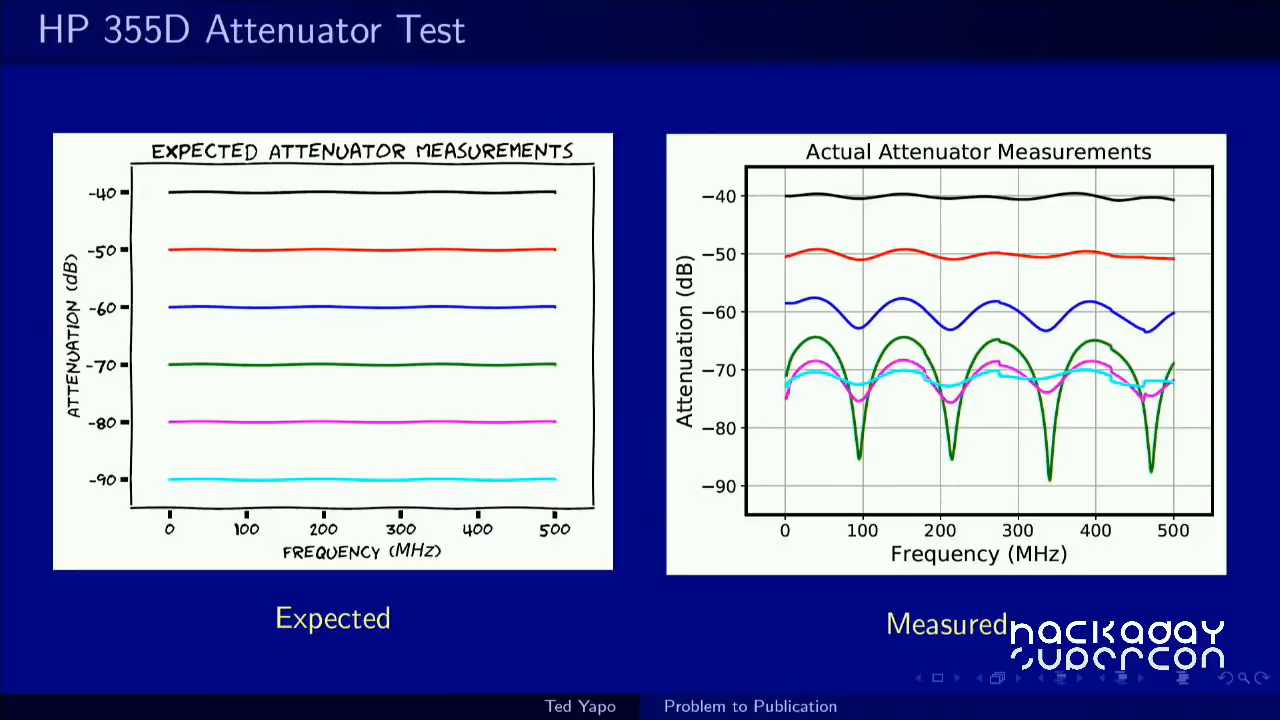 HP 355D Attenuator Test
EXPECTED ATTENUATOR MEASUREMENTS
-40
-50
-60
-70
-80
-90
ATTENUATION (dB)
0 100 200 300 400 500
FREQUENCY (MHz)
Expected
Actual Attenuator Measurements
−40
−50
−60
−70
−80
−90
Attenuation (dB)
0 100 200 300 400 500
Frequency (MHz)
Measured
hackaday
supercon
Ted Yapo Problem to Publication